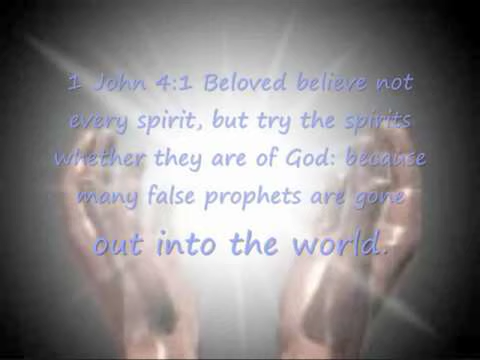 1 John 4:1 Beloved believe not
every spirit, but try the spirits
whether they are of God: because
many false prophets are gone
out into the world.